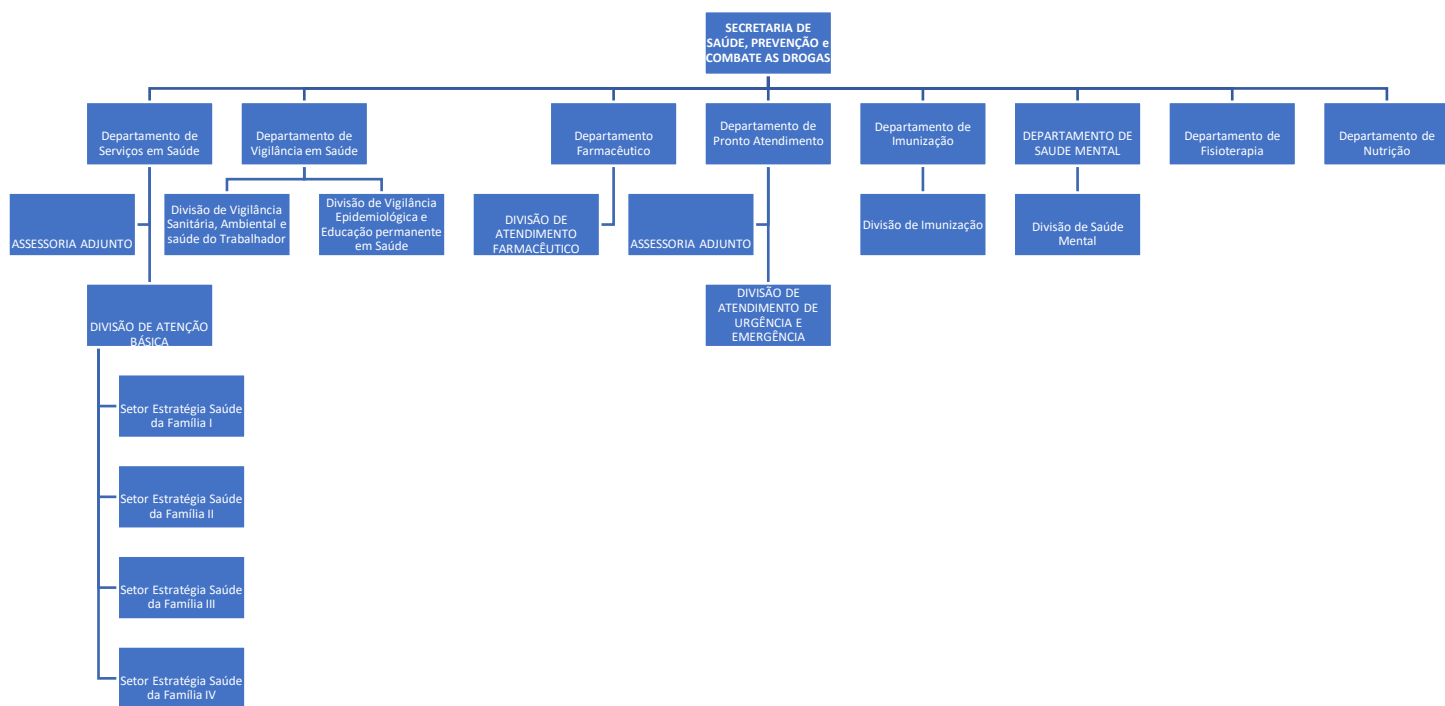 SECRETARIA DE
SAÚDE, PREVENÇÃO e
COMBATE AS DROGAS
Departamento de
Serviços em Saúde
Departamento de
Vigilância em Saúde
Departamento
Farmacêutico
Departamento de
Pronto Atendimento
Departamento de
Imunização
DEPARTAMENTO DE
SAUDE MENTAL
Departamento de
Fisioterapia
Departamento de
Nutrição
ASSESSORIA ADJUNTO
Divisão de Vigilância
Sanitária, Ambiental e
saúde do Trabalhador
Divisão de Vigilância
Epidemiológica e
Educação permanente
em Saúde
DIVISÃO DE
ATENDIMENTO
FARMACÊUTICO
ASSESSORIA ADJUNTO
Divisão de Imunização
Divisão de Saúde
Mental
DIVISÃO DE ATENÇÃO
BÁSICA
DIVISÃO DE
ATENDIMENTO DE
URGÊNCIA E
EMERGÊNCIA
Setor Estratégia Saúde
da Família I
Setor Estratégia Saúde
da Família II
Setor Estratégia Saúde
da Família III
Setor Estratégia Saúde
da Família IV